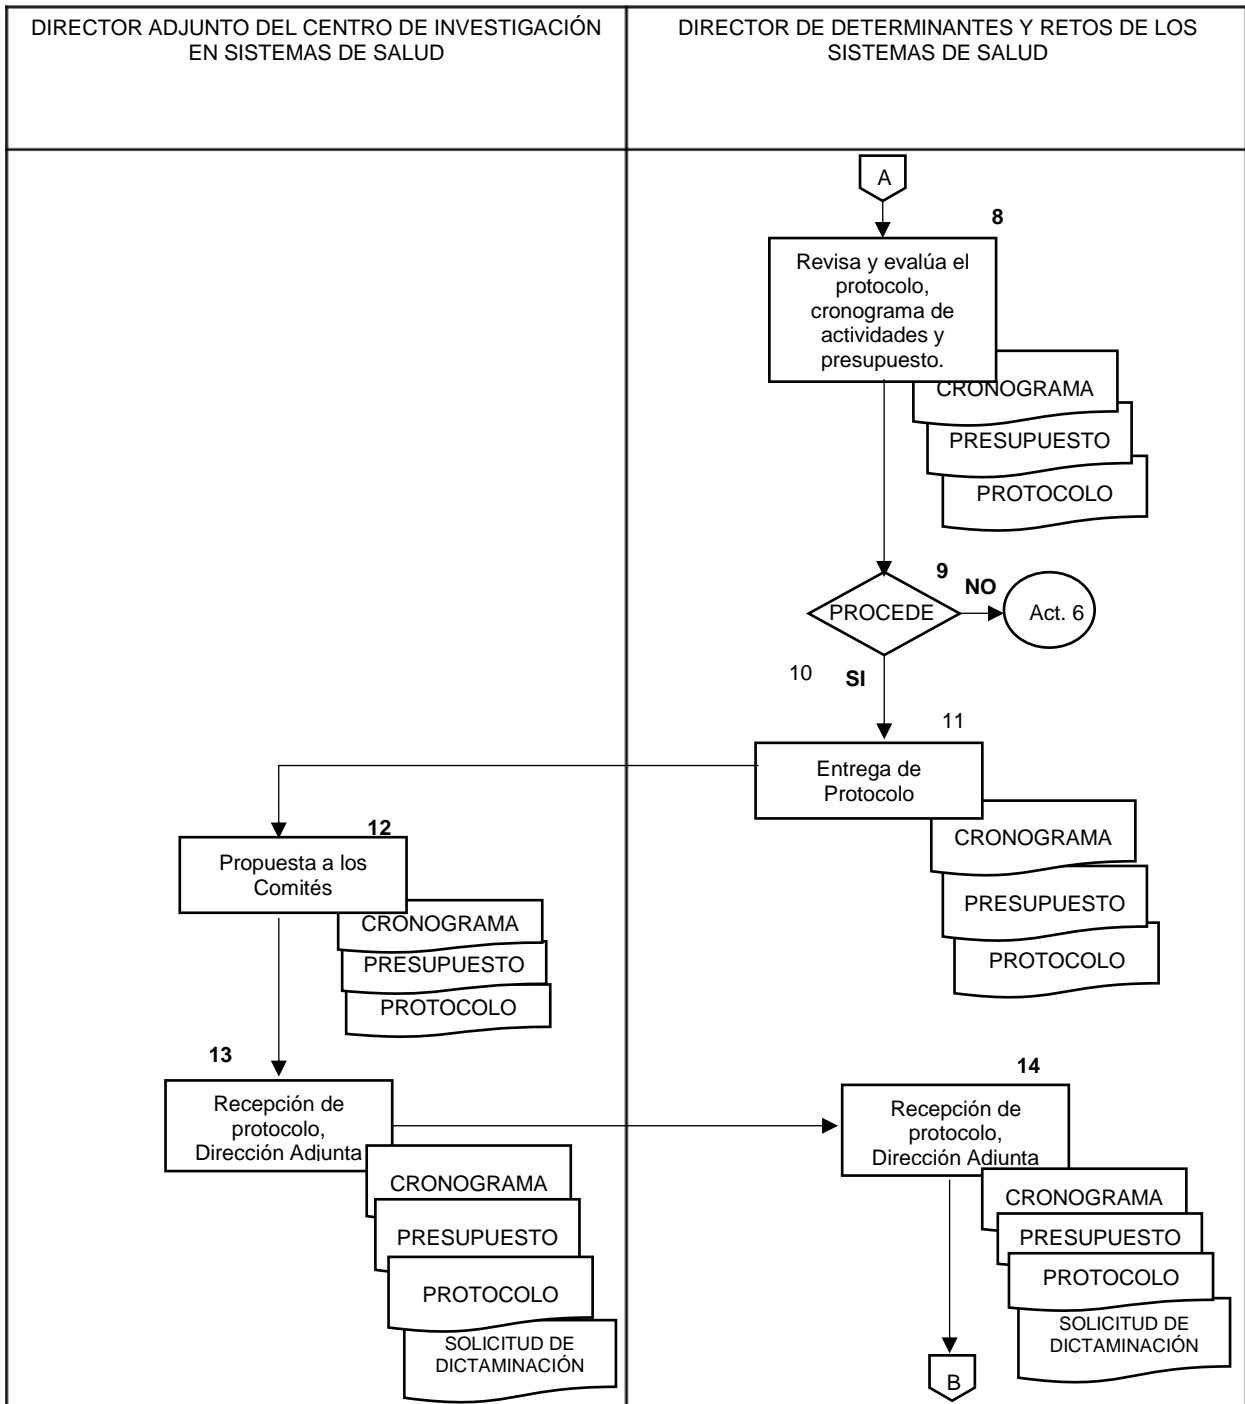 DIRECTOR ADJUNTO DEL CENTRO DE INVESTIGACIÓN
EN SISTEMAS DE SALUD
DIRECTOR DE DETERMINANTES Y RETOS DE LOS
SISTEMAS DE SALUD
A
8
Revisa y evalúa el
protocolo,
cronograma de
actividades y
presupuesto.
CRONOGRAMA
PRESUPUESTO
PROTOCOLO
9
PROCEDE
NO
Act. 6
10
SI
11
Entrega de
Protocolo
CRONOGRAMA
PRESUPUESTO
PROTOCOLO
12
Propuesta a los
Comités
CRONOGRAMA
PRESUPUESTO
PROTOCOLO
13
Recepción de
protocolo,
Dirección Adjunta
CRONOGRAMA
PRESUPUESTO
PROTOCOLO
SOLICITUD DE
DICTAMINACIÓN
14
Recepción de
protocolo,
Dirección Adjunta
CRONOGRAMA
PRESUPUESTO
PROTOCOLO
SOLICITUD DE
DICTAMINACIÓN
B